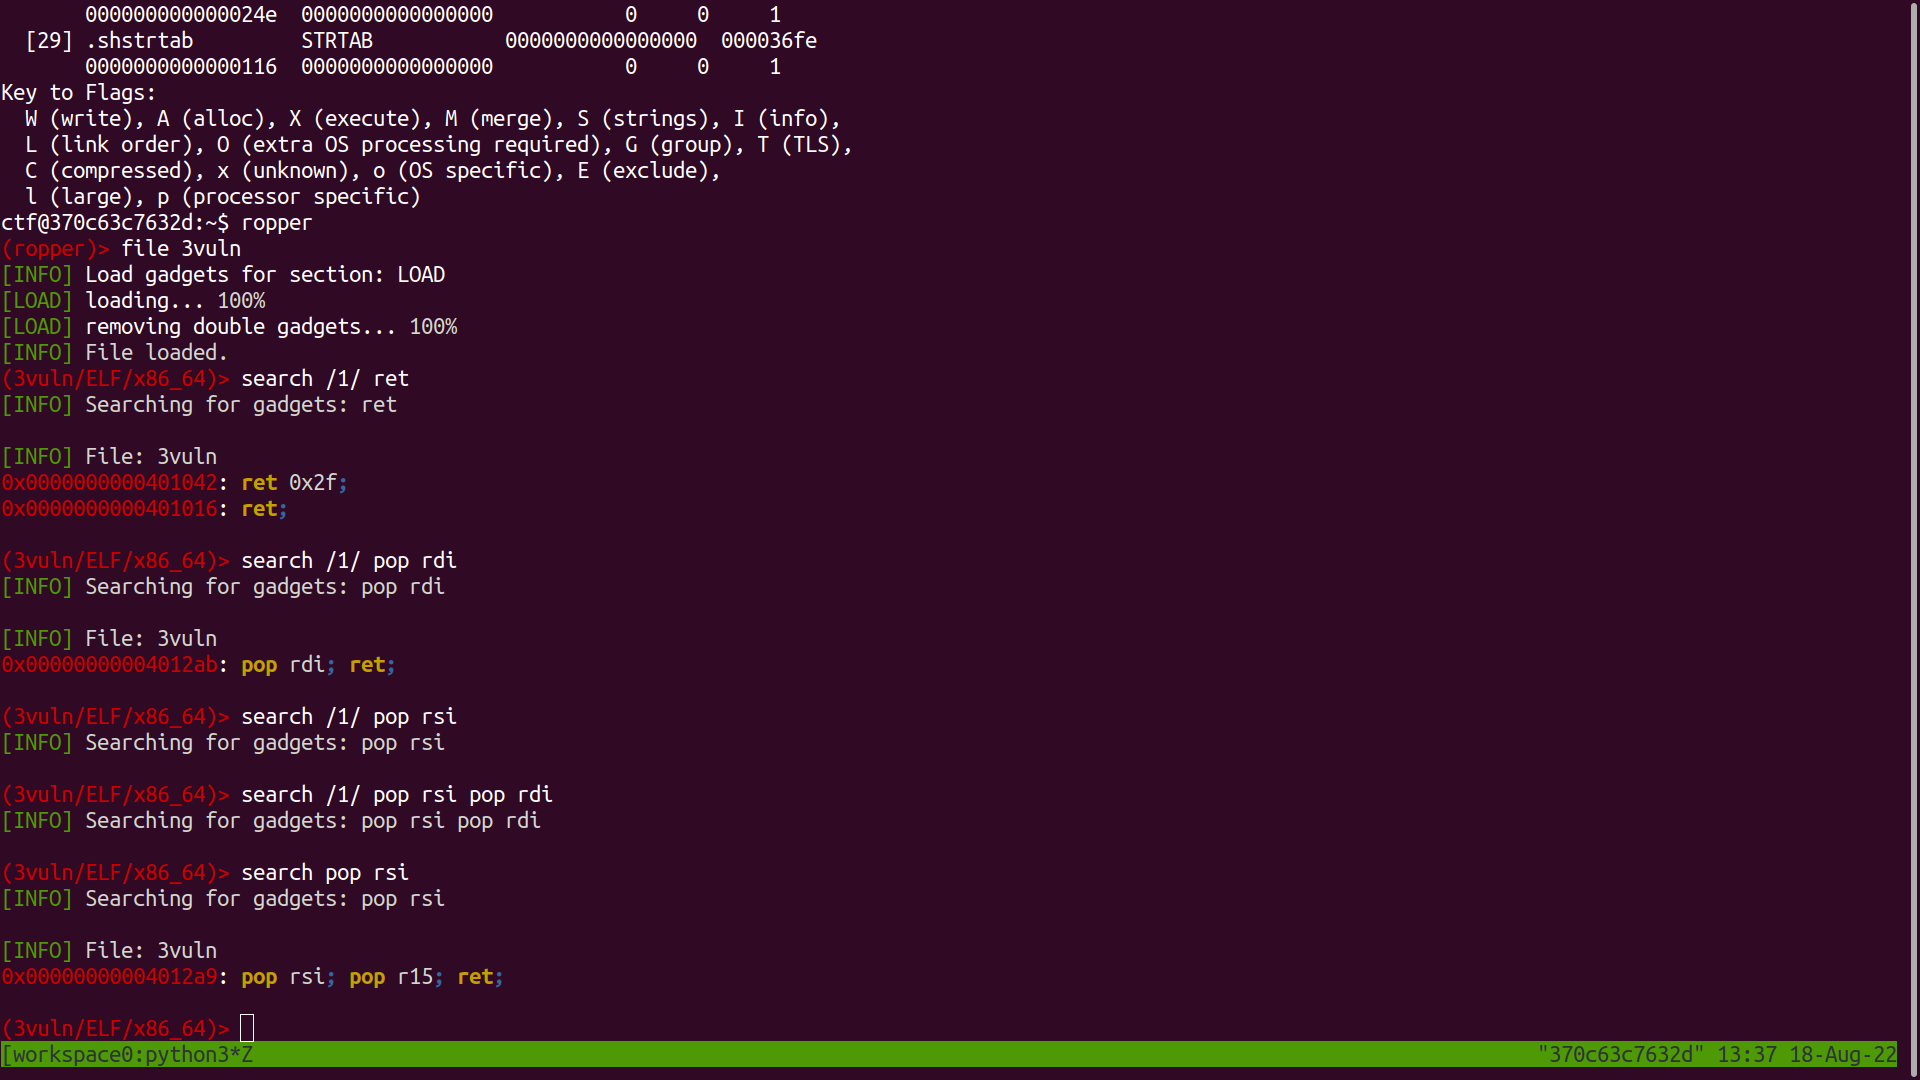 000000000000024e  0000000000000000           0     0     1
[29] .shstrtab         STRTAB           0000000000000000  000036fe
0000000000000116  0000000000000000           0     0     1
Key to Flags:
W (write), A (alloc), X (execute), M (merge), S (strings), I (info),
L (link order), O (extra OS processing required), G (group), T (TLS),
C (compressed), x (unknown), o (OS specific), E (exclude),
l (large), p (processor specific)
ctf@370c63c7632d:~$ ropper
(ropper)> file 3vuln
[INFO] Load gadgets for section: LOAD
[LOAD] loading... 100%
[LOAD] removing double gadgets... 100%
[INFO] File loaded.
(3vuln/ELF/x86_64)> search /1/ ret
[INFO] Searching for gadgets: ret
[INFO] File: 3vuln
0x0000000000401042: ret 0x2f;
0x0000000000401016: ret;
(3vuln/ELF/x86_64)> search /1/ pop rdi
[INFO] Searching for gadgets: pop rdi
[INFO] File: 3vuln
0x00000000004012ab: pop rdi; ret;
(3vuln/ELF/x86_64)> search /1/ pop rsi
[INFO] Searching for gadgets: pop rsi
(3vuln/ELF/x86_64)> search /1/ pop rsi pop rdi
[INFO] Searching for gadgets: pop rsi pop rdi
(3vuln/ELF/x86_64)> search pop rsi
[INFO] Searching for gadgets: pop rsi
[INFO] File: 3vuln
0x00000000004012a9: pop rsi; pop r15; ret;
(3vuln/ELF/x86_64)>
[workspace0:python3*Z "370c63c7632d" 13:37 18-Aug-22